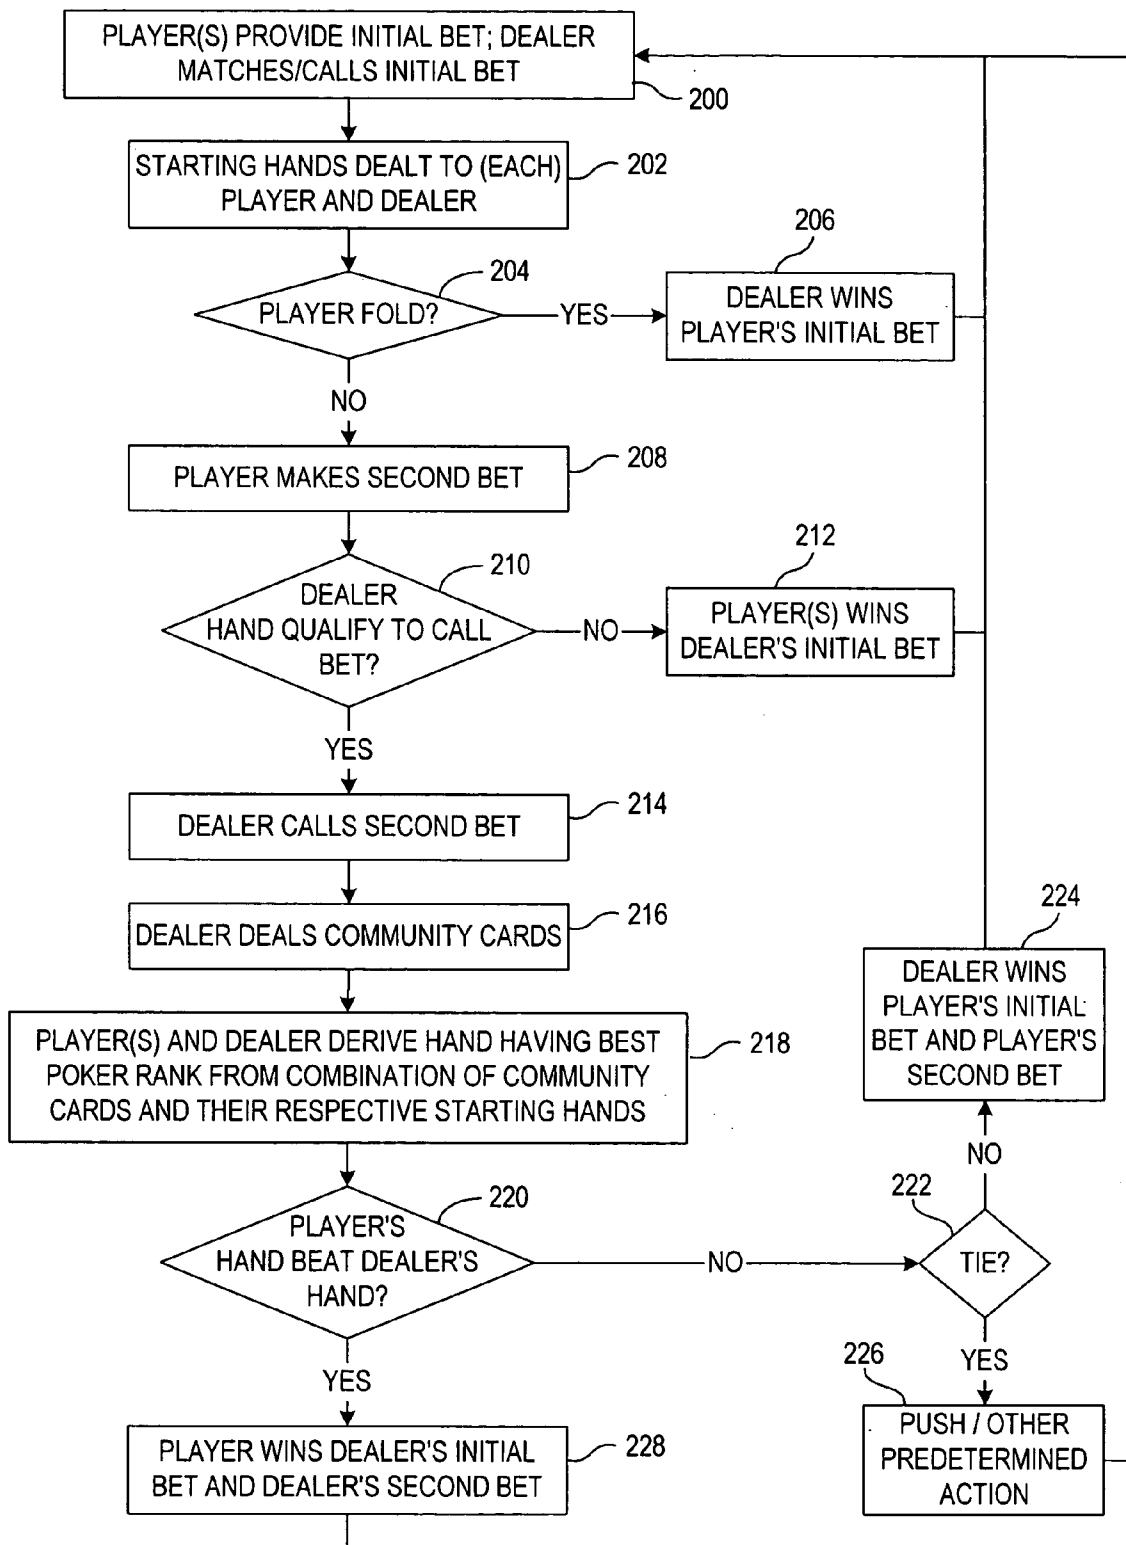 PLAYER(S) PROVIDE INITIAL BET; DEALER
MATCHES/CALLS INITIAL BET
200
STARTING HANDS DEALT TO (EACH)
PLAYER AND DEALER
202
204
PLAYER FOLD?
YES
206
DEALER WINS
PLAYER'S INITIAL BET
NO
208
PLAYER MAKES SECOND BET
210
DEALER
HAND QUALIFY TO CALL
BET?
NO
212
PLAYER(S) WINS
DEALER'S INITIAL BET
YES
214
DEALER CALLS SECOND BET
216
DEALER DEALS COMMUNITY CARDS
PLAYER(S) AND DEALER DERIVE HAND HAVING BEST
POKER RANK FROM COMBINATION OF COMMUNITY
CARDS AND THEIR RESPECTIVE STARTING HANDS
218
220
PLAYER'S
HAND BEAT DEALER'S
HAND?
NO
222
TIE?
NO
224
DEALER WINS
PLAYER'S INITIAL
BET AND PLAYER'S
SECOND BET
YES
226
PUSH / OTHER
PREDETERMINED
ACTION
YES
PLAYER WINS DEALER'S INITIAL
BET AND DEALER'S SECOND BET
228